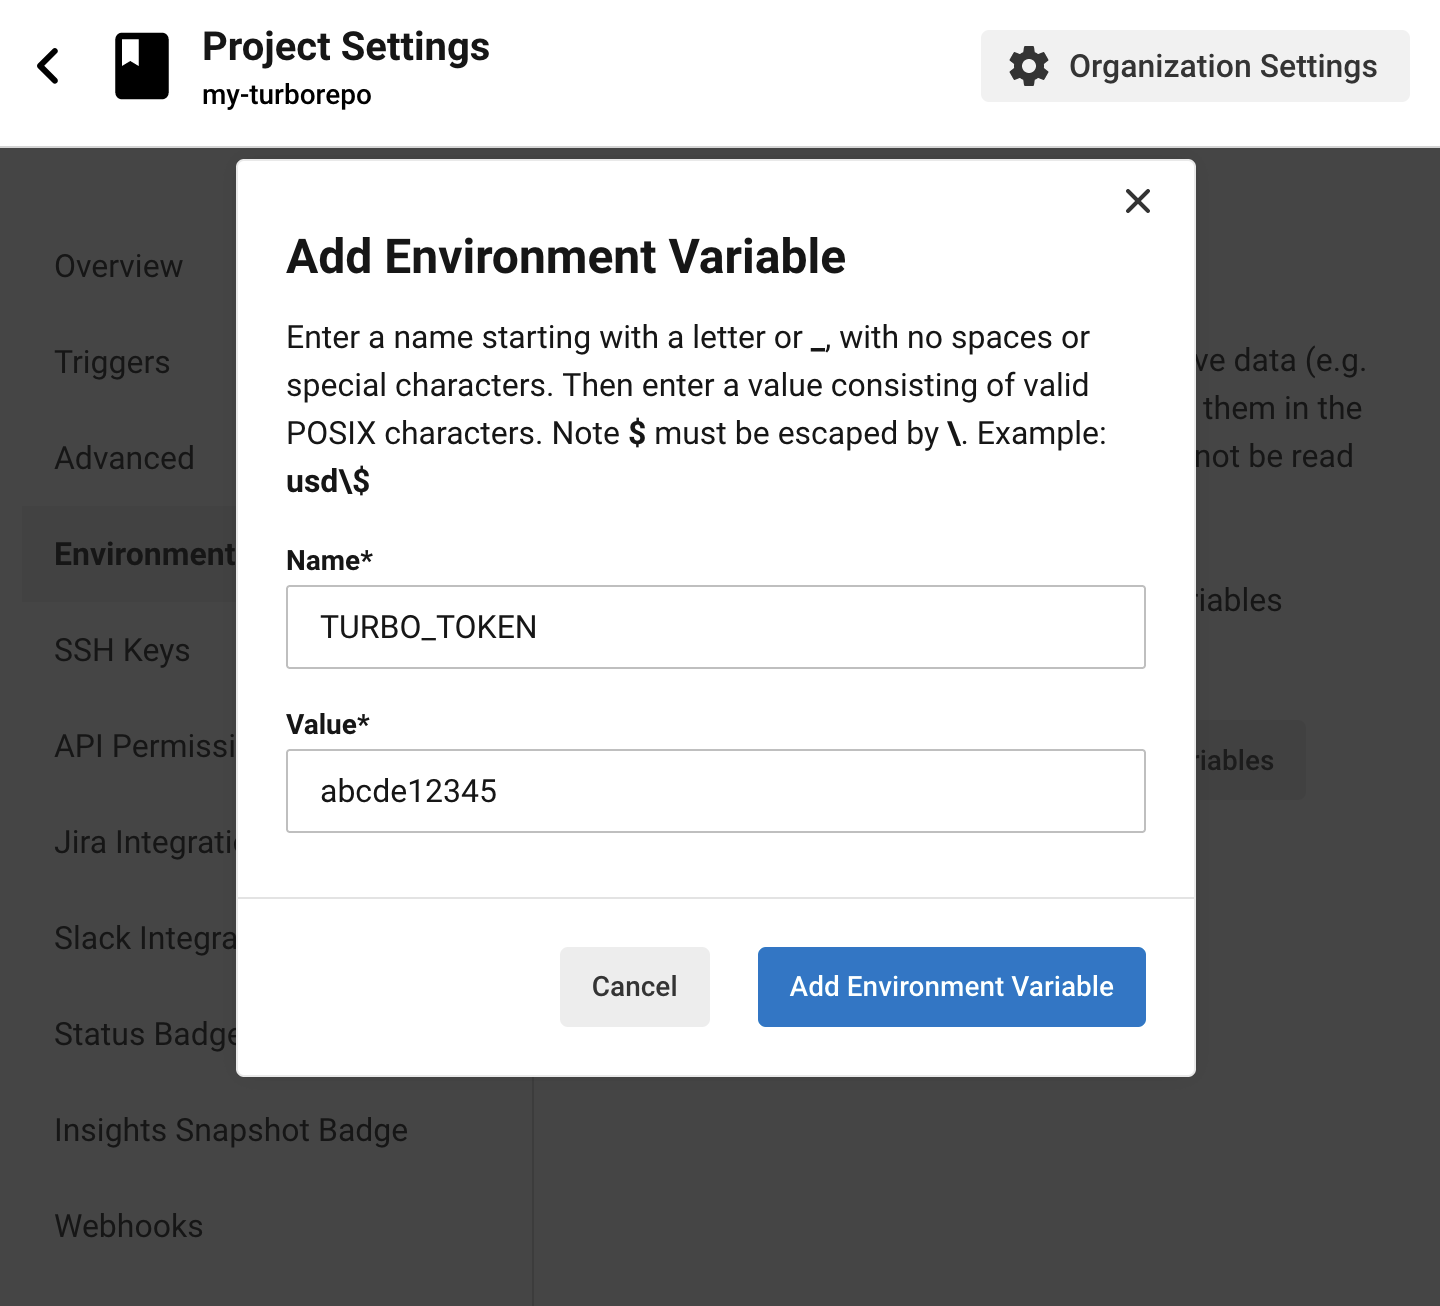 Project Settings
my-turborepo
Organization Settings
Overview
Triggers
Advanced
Environment
SSH Keys
API Permissi
Jira Integrati
Slack Integra
Status Badge
Insights Snapshot Badge
Webhooks
ve data (e.g.
them in the
not be read
riables
riables
Add Environment Variable
Enter a name starting with a letter or _, with no spaces or
special characters. Then enter a value consisting of valid
POSIX characters. Note $ must be escaped by \. Example:
usd\$
Name*
TURBO_TOKEN
Value*
abcde12345
Cancel
Add Environment Variable